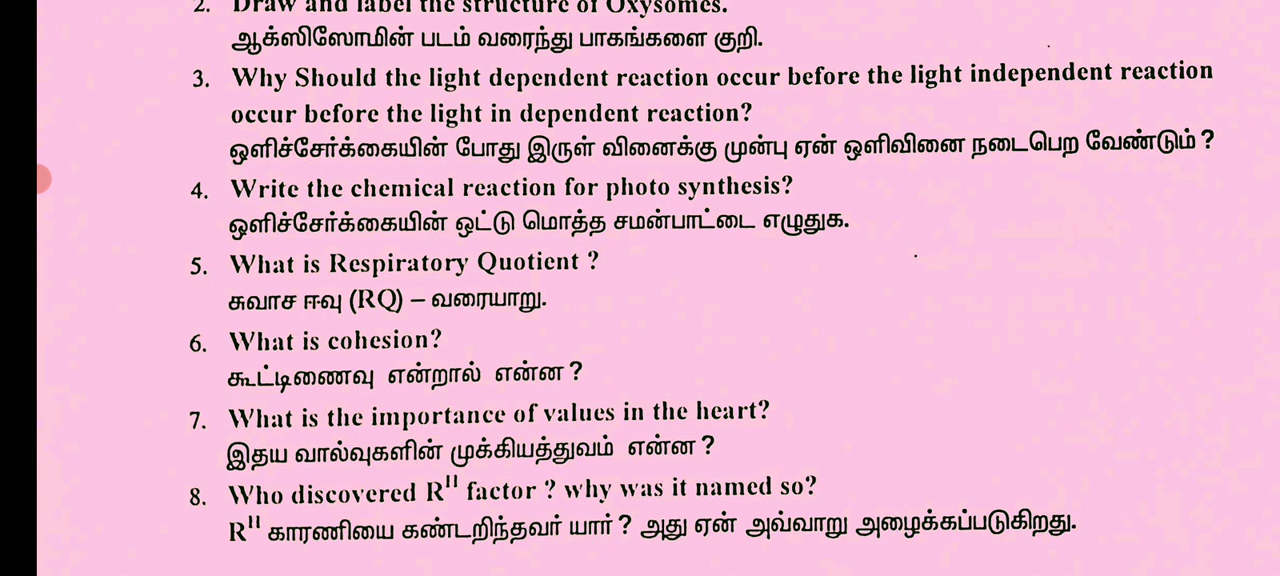 2. Draw and label the structure of Oxysomes.
ஆக்ஸிஸோமின் படம் வரைந்து பாகங்களை குறி.
3. Why Should the light dependent reaction occur before the light independent reaction
occur before the light in dependent reaction?
ஒளிச்சேர்க்கையின் போது இருள் வினைக்கு முன்பு ஏன் ஒளிவினை நடைபெற வேண்டும் ?
4. Write the chemical reaction for photo synthesis?
ஒளிச்சேர்க்கையின் ஒட்டு மொத்த சமன்பாட்டை எழுதுக.
5. What is Respiratory Quotient ?
சுவாச ஈவு (RQ) – வரையாறு.
6. What is cohesion?
கூட்டிணைவு என்றால் என்ன ?
7. What is the importance of values in the heart?
இதய வால்வுகளின் முக்கியத்துவம் என்ன ?
8. Who discovered R^H factor ? why was it named so?
R^H காரணியை கண்டறிந்தவர் யார் ? அது ஏன் அவ்வாறு அழைக்கப்படுகிறது.